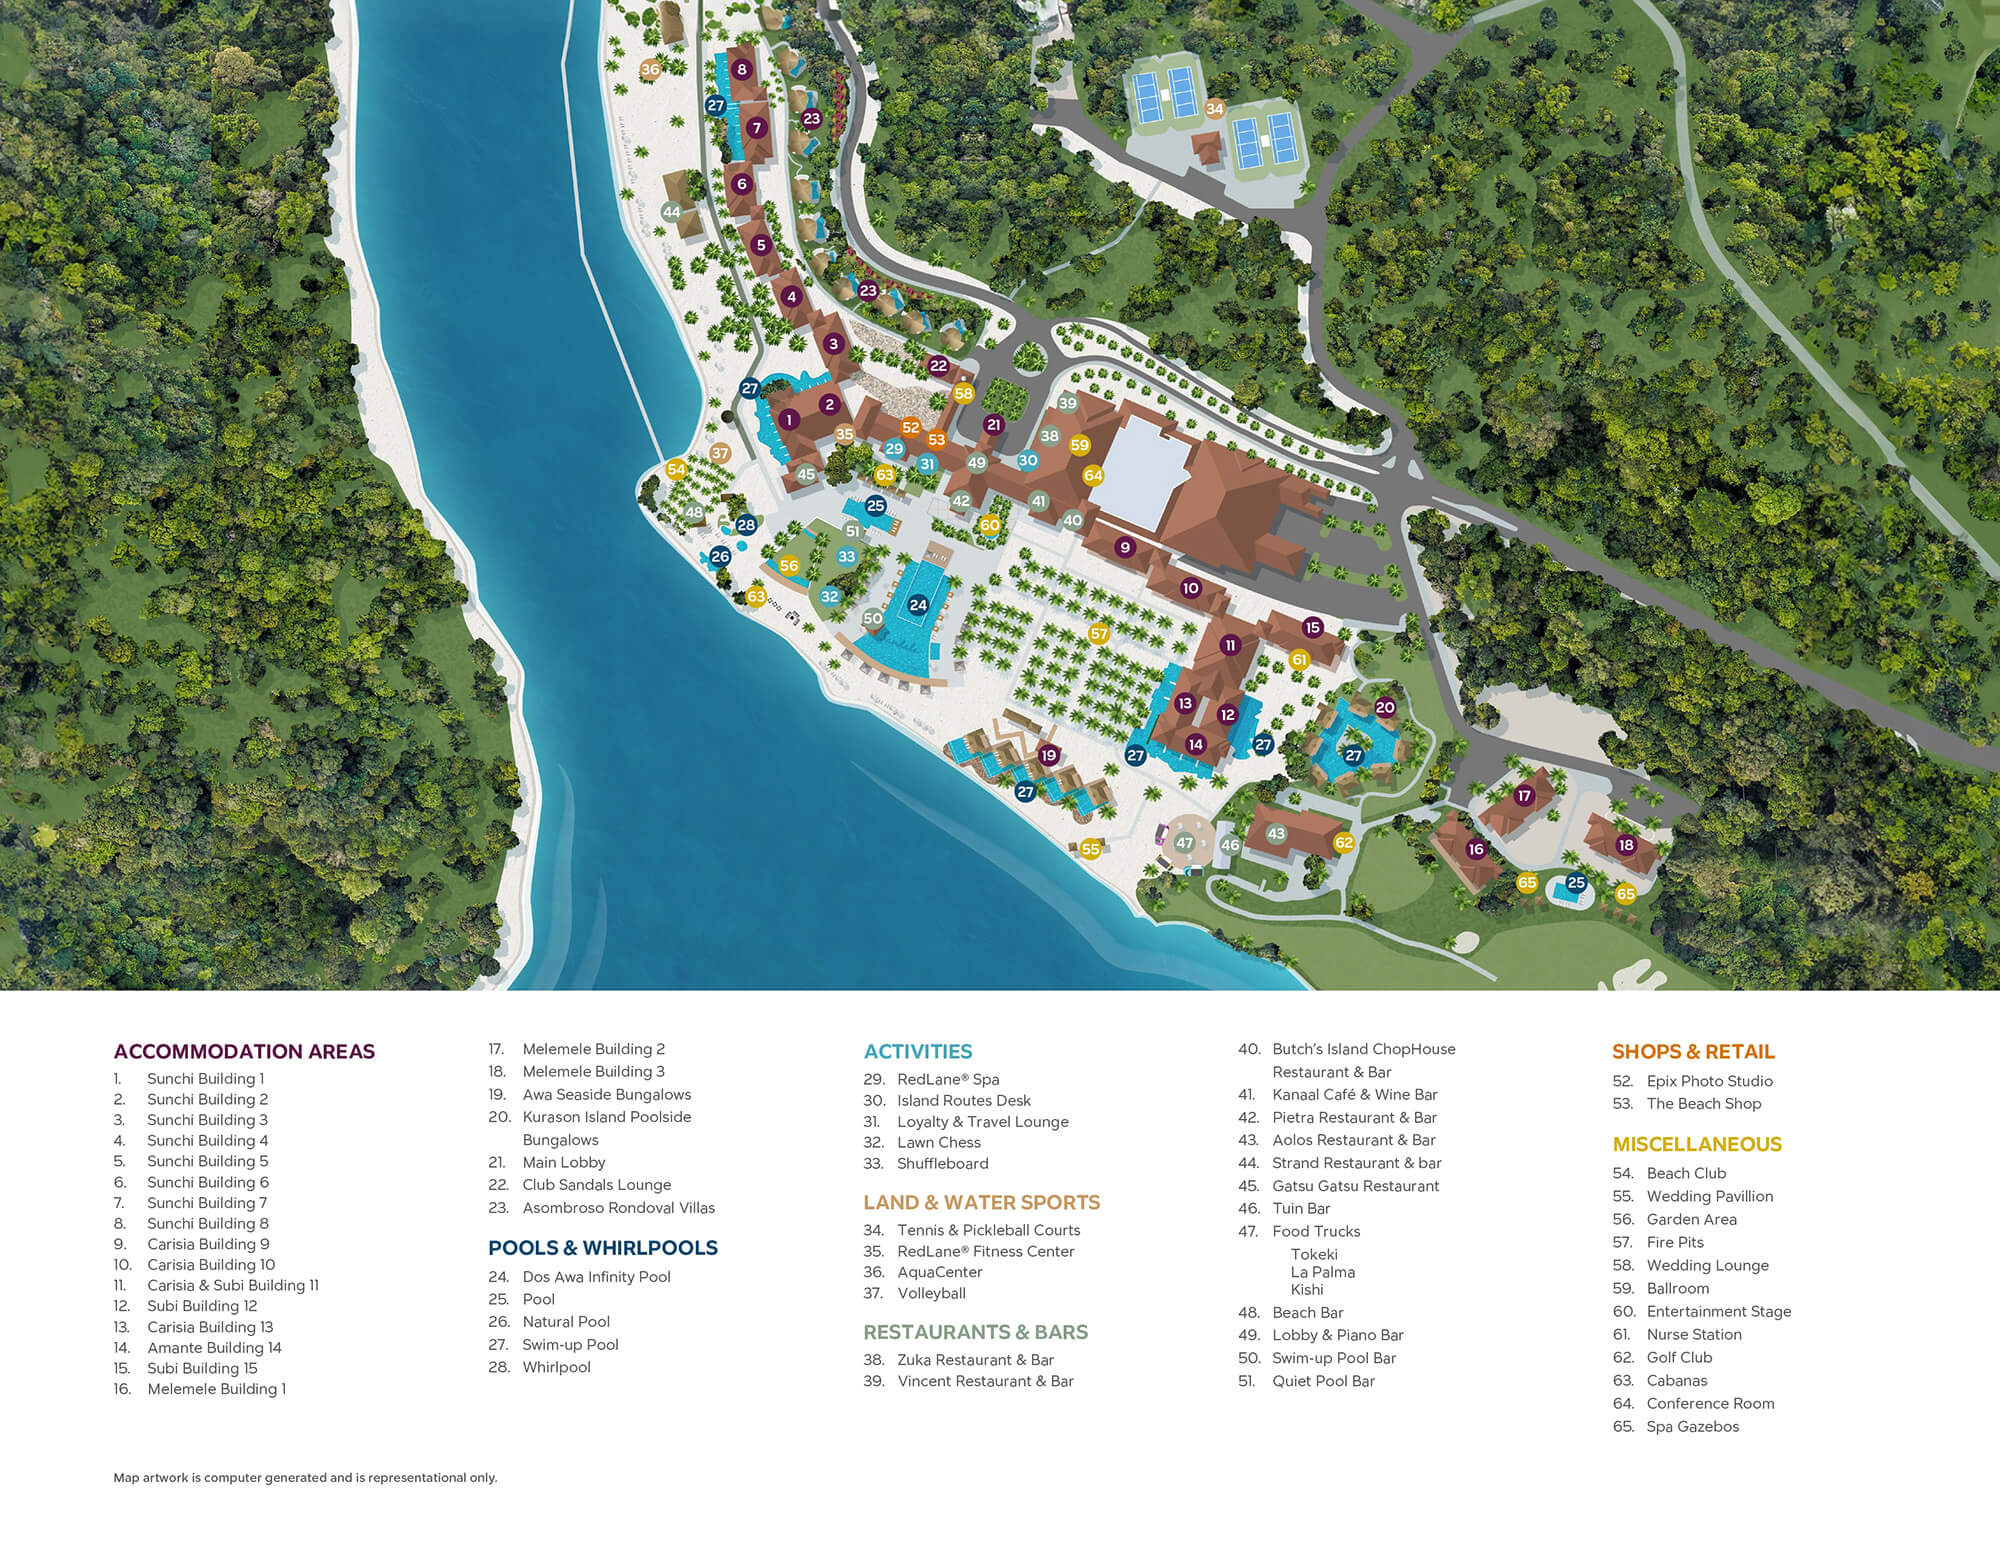 36
8
27
7
23
34
6
44
5
23
4
3
22
27
58
39
2
1
21
52
35
38
53
59
29
37
31
49
30
54
45
63
64
42
41
25
48
40
28
60
51
9
26
33
56
10
63
32
24
50
15
57
11
61
13
20
12
14
27
27
27
19
27
17
43
47
46
62
18
55
16
65
25
65
ACCOMMODATION AREAS
1. Sunchi Building 1
2. Sunchi Building 2
3. Sunchi Building 3
4. Sunchi Building 4
5. Sunchi Building 5
6. Sunchi Building 6
7. Sunchi Building 7
8. Sunchi Building 8
9. Carisia Building 9
10. Carisia Building 10
11. Carisia & Subi Building 11
12. Subi Building 12
13. Carisia Building 13
14. Amante Building 14
15. Subi Building 15
16. Melemele Building 1
17. Melemele Building 2
18. Melemele Building 3
19. Awa Seaside Bungalows
20. Kurason Island Poolside
Bungalows
21. Main Lobby
22. Club Sandals Lounge
23. Asombroso Rondoval Villas
POOLS & WHIRLPOOLS
24. Dos Awa Infinity Pool
25. Pool
26. Natural Pool
27. Swim-up Pool
28. Whirlpool
ACTIVITIES
29. RedLane® Spa
30. Island Routes Desk
31. Loyalty & Travel Lounge
32. Lawn Chess
33. Shuffleboard
LAND & WATER SPORTS
34. Tennis & Pickleball Courts
35. RedLane® Fitness Center
36. AquaCenter
37. Volleyball
RESTAURANTS & BARS
38. Zuka Restaurant & Bar
39. Vincent Restaurant & Bar
40. Butch's Island ChopHouse
Restaurant & Bar
41. Kanaal Café & Wine Bar
42. Pietra Restaurant & Bar
43. Aolos Restaurant & Bar
44. Strand Restaurant & bar
45. Gatsu Gatsu Restaurant
46. Tuin Bar
47. Food Trucks
Tokeki
La Palma
Kishi
48. Beach Bar
49. Lobby & Piano Bar
50. Swim-up Pool Bar
51. Quiet Pool Bar
SHOPS & RETAIL
52. Epix Photo Studio
53. The Beach Shop
MISCELLANEOUS
54. Beach Club
55. Wedding Pavillion
56. Garden Area
57. Fire Pits
58. Wedding Lounge
59. Ballroom
60. Entertainment Stage
61. Nurse Station
62. Golf Club
63. Cabanas
64. Conference Room
65. Spa Gazebos
Map artwork is computer generated and is representational only.